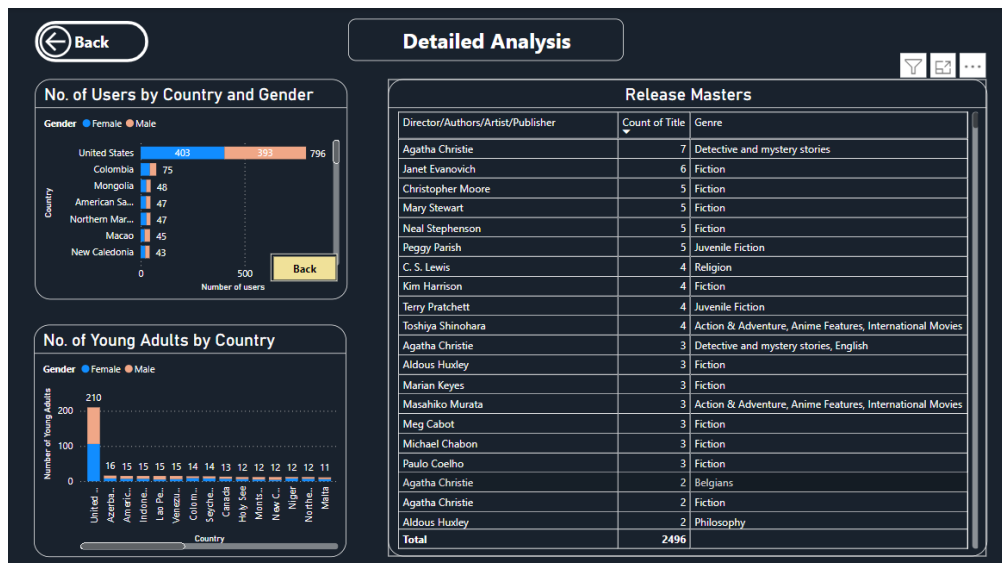 Back
Detailed Analysis
No. of Users by Country and Gender
Gender Female Male
Country
United States 403 393 796
Colombia 75
Mongolia 48
American Sa... 47
Northern Mar... 47
Macao 45
New Caledonia 43
0 500
Number of users
Back
No. of Young Adults by Country
Gender Female Male
Number of Young Adults
200
100
0
210 16 15 15 15 15 14 14 13 12 12 12 12 12 11
United ... Azerba... Americ... Indone... Lao Pe... Venezu... Colom... Seyche... Canada Holy See Monts... New C... Niger Northe... Malta
Country
Release Masters
Director/Authors/Artist/Publisher Count of Title Genre
Agatha Christie 7 Detective and mystery stories
Janet Evanovich 6 Fiction
Christopher Moore 5 Fiction
Mary Stewart 5 Fiction
Neal Stephenson 5 Fiction
Peggy Parish 5 Juvenile Fiction
C. S. Lewis 4 Religion
Kim Harrison 4 Fiction
Terry Pratchett 4 Juvenile Fiction
Toshiya Shinohara 4 Action & Adventure, Anime Features, International Movies
Agatha Christie 3 Detective and mystery stories, English
Aldous Huxley 3 Fiction
Marian Keyes 3 Fiction
Masahiko Murata 3 Action & Adventure, Anime Features, International Movies
Meg Cabot 3 Fiction
Michael Chabon 3 Fiction
Paulo Coelho 3 Fiction
Agatha Christie 2 Belgians
Agatha Christie 2 Fiction
Aldous Huxley 2 Philosophy
Total 2496